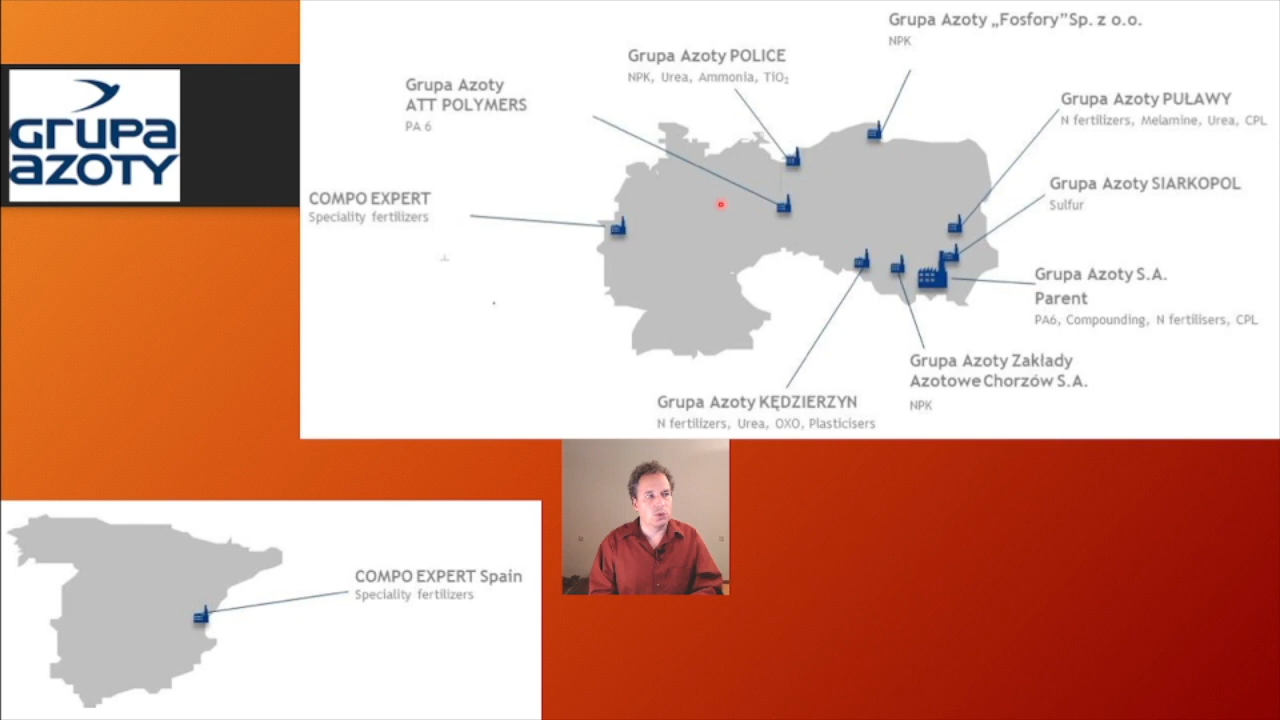 GRUPA
AZOTY
Grupa Azoty „Fosfory”Sp. z o.o.
NPK
Grupa Azoty POLICE
NPK, Urea, Ammonia, TiO₂
Grupa Azoty
ATT POLYMERS
PA 6
Grupa Azoty PULAWY
N fertilizers, Melamine, Urea, CPL
COMPO EXPERT
Speciality fertilizers
Grupa Azoty SIARKOPOL
Sulfur
Grupa Azoty S.A.
Parent
PA6, Compounding, N fertilisers, CPL
Grupa Azoty Zakłady
Azotowe Chorzów S.A.
NPK
Grupa Azoty KĘDZIERZYN
N fertilizers, Urea, OXO, Plasticisers
COMPO EXPERT Spain
Speciality fertilizers